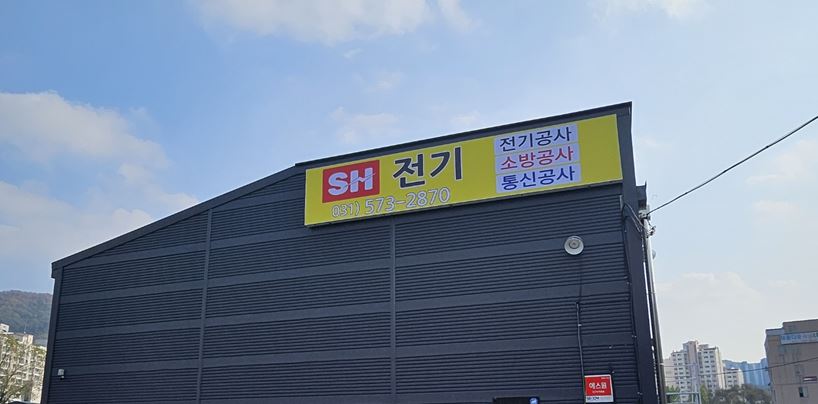 SH 전기
031) 573-2870
전기공사
소방공사
통신공사
에스원